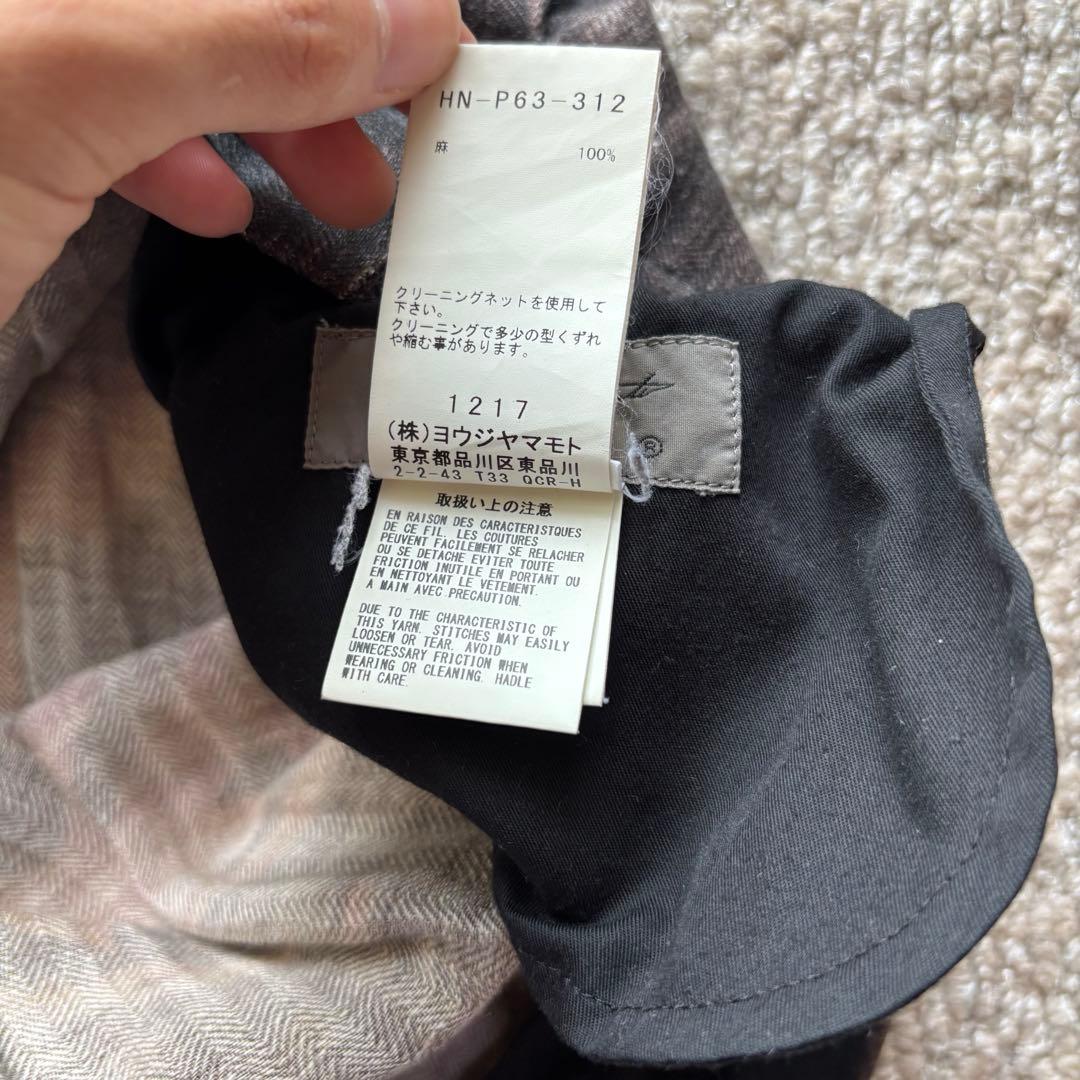 HN-P63-312
麻 100%
クリーニングネットを使用して
下さい。
クリーニングで多少の型くずれ
や縮む事があります。
1217
(株)ヨウジヤマモト
東京都品川区東品川
2-2-43 T33 QCR-H
®
取扱い上の注意
EN RAISON DES CARACTERISTQUES
DE CE FIL. LES COUTURES
PEUVENT FACILEMENT SE RELACHER
OU SE DETACHE EVITER TOUTE
FRICTION INUTILE EN PORTANT OU
EN NETTOYANT LE VETEMENT.
A MAIN AVEC PRECAUTION.
DUE TO THE CHARACTERISTIC OF
THIS YARN. STITCHES MAY EASILY
LOOSEN OR TEAR. AVOID
UNNECESSARY FRICTION WHEN
WEARING OR CLEANING. HADLE
WITH CARE.